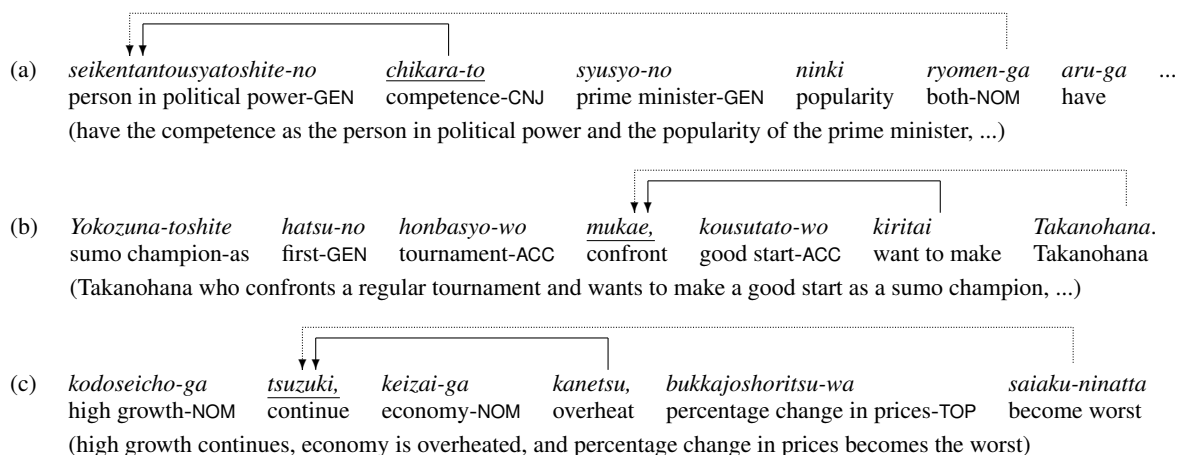 (a) seikentantousyatoshite-no chikara-to syusyo-no ninki ryomen-ga aru-ga ...
person in political power-GEN competence-CNJ prime minister-GEN popularity both-NOM have
(have the competence as the person in political power and the popularity of the prime minister, ...)
(b) Yokozuna-toshite hatsu-no honbasyo-wo mukae, kousutato-wo kiritai Takanohana.
sumo champion-as first-GEN tournament-ACC confront good start-ACC want to make Takanohana
(Takanohana who confronts a regular tournament and wants to make a good start as a sumo champion, ...)
(c) kodoseicho-ga tsuzuki, keizai-ga kanetsu, bukkajoshoritsu-wa saiaku-ninatta
high growth-NOM continue economy-NOM overheat percentage change in prices-TOP become worst
(high growth continues, economy is overheated, and percentage change in prices becomes the worst)